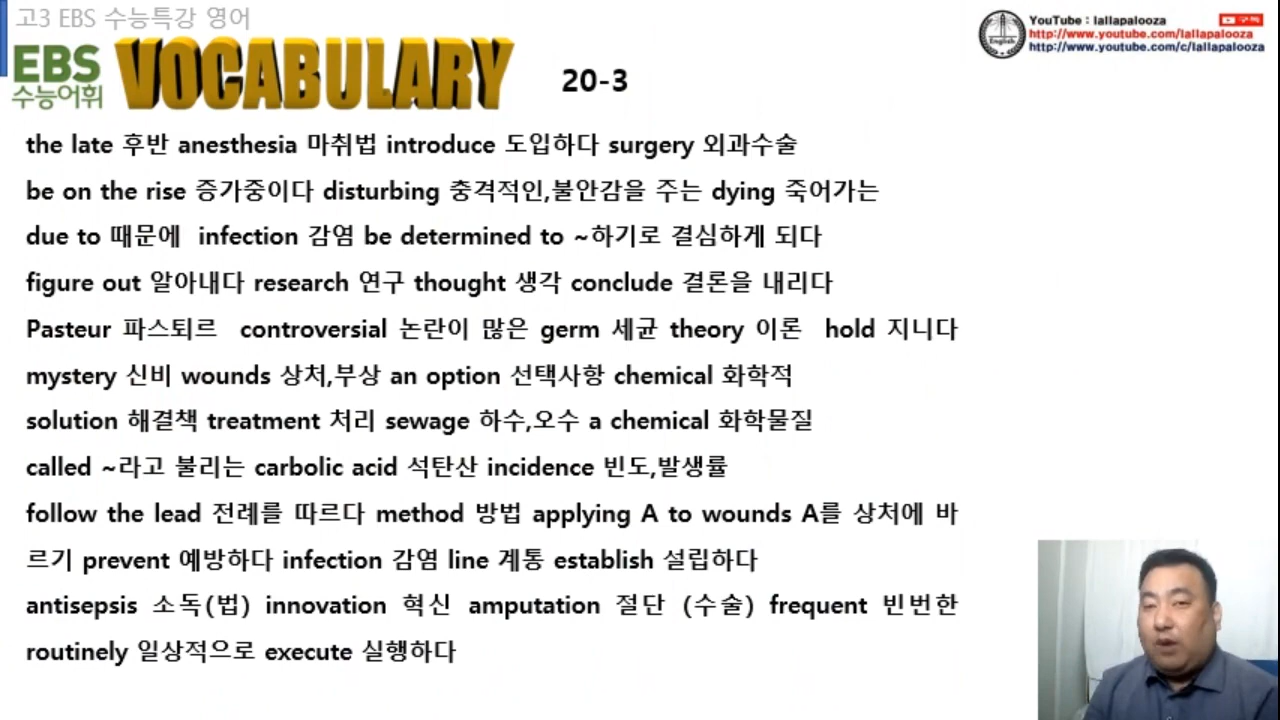 고3 EBS 수능특강 영어
EBS
수능어휘
VOCABULARY
20-3
YouTube : lallapalooza
구독
http://www.youtube.com/lallapalooza
http://www.youtube.com/c/lallapalooza
English
the late 후반 anesthesia 마취법 introduce 도입하다 surgery 외과수술
be on the rise 증가중이다 disturbing 충격적인,불안감을 주는 dying 죽어가는
due to 때문에 infection 감염 be determined to ~하기로 결심하게 되다
figure out 알아내다 research 연구 thought 생각 conclude 결론을 내리다
Pasteur 파스퇴르 controversial 논란이 많은 germ 세균 theory 이론 hold 지니다
mystery 신비 wounds 상처,부상 an option 선택사항 chemical 화학적
solution 해결책 treatment 처리 sewage 하수,오수 a chemical 화학물질
called ~라고 불리는 carbolic acid 석탄산 incidence 빈도,발생률
follow the lead 전례를 따르다 method 방법 applying A to wounds A를 상처에 바
르기 prevent 예방하다 infection 감염 line 계통 establish 설립하다
antisepsis 소독(법) innovation 혁신 amputation 절단 (수술) frequent 빈번한
routinely 일상적으로 execute 실행하다